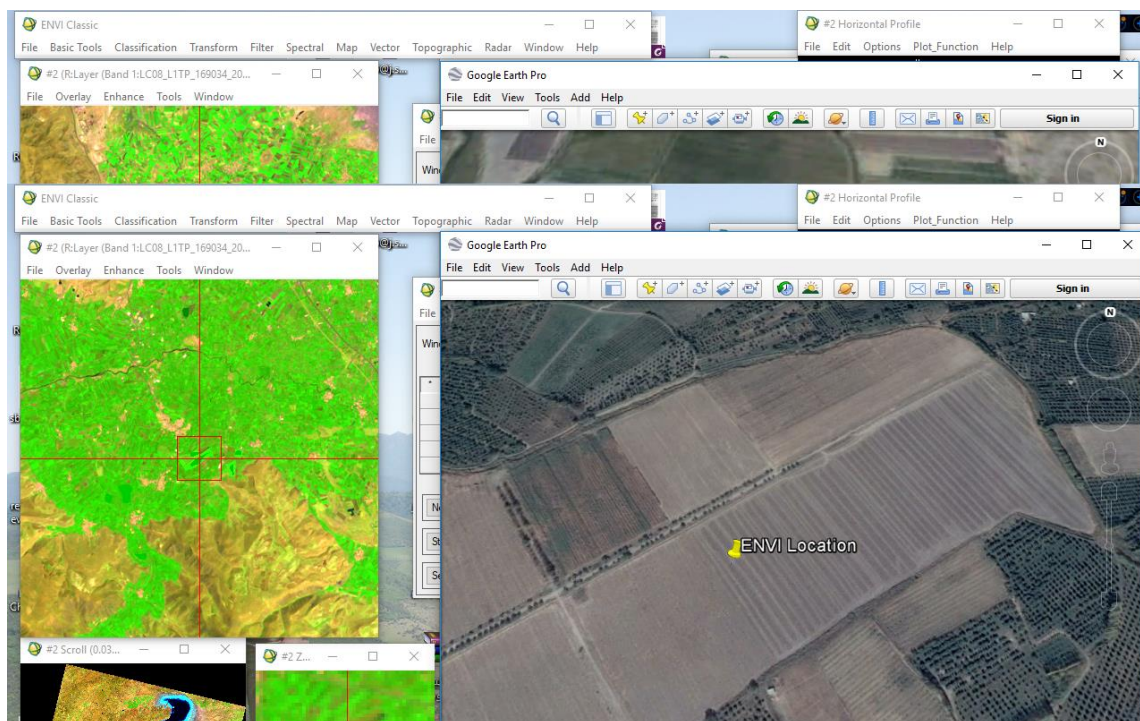 ENVI Classic
#2 Horizontal Profile
File Basic Tools Classification Transform Filter Spectral Map Vector Topographic Radar Window Help
File Edit Options Plot_Function Help
#2 (R:Layer (Band 1:LC08_L1TP_169034_20...
Google Earth Pro
File Overlay Enhance Tools Window
File Edit View Tools Add Help
Sign in
File
N
Wind
ENVI Classic
#2 Horizontal Profile
File Basic Tools Classification Transform Filter Spectral Map Vector Topographic Radar Window Help
File Edit Options Plot_Function Help
#2 (R:Layer (Band 1:LC08_L1TP_169034_20...
Google Earth Pro
File Overlay Enhance Tools Window
File Edit View Tools Add Help
Sign in
File
N
ENVI Location
#2 Scroll (0.03...
#2 Z...